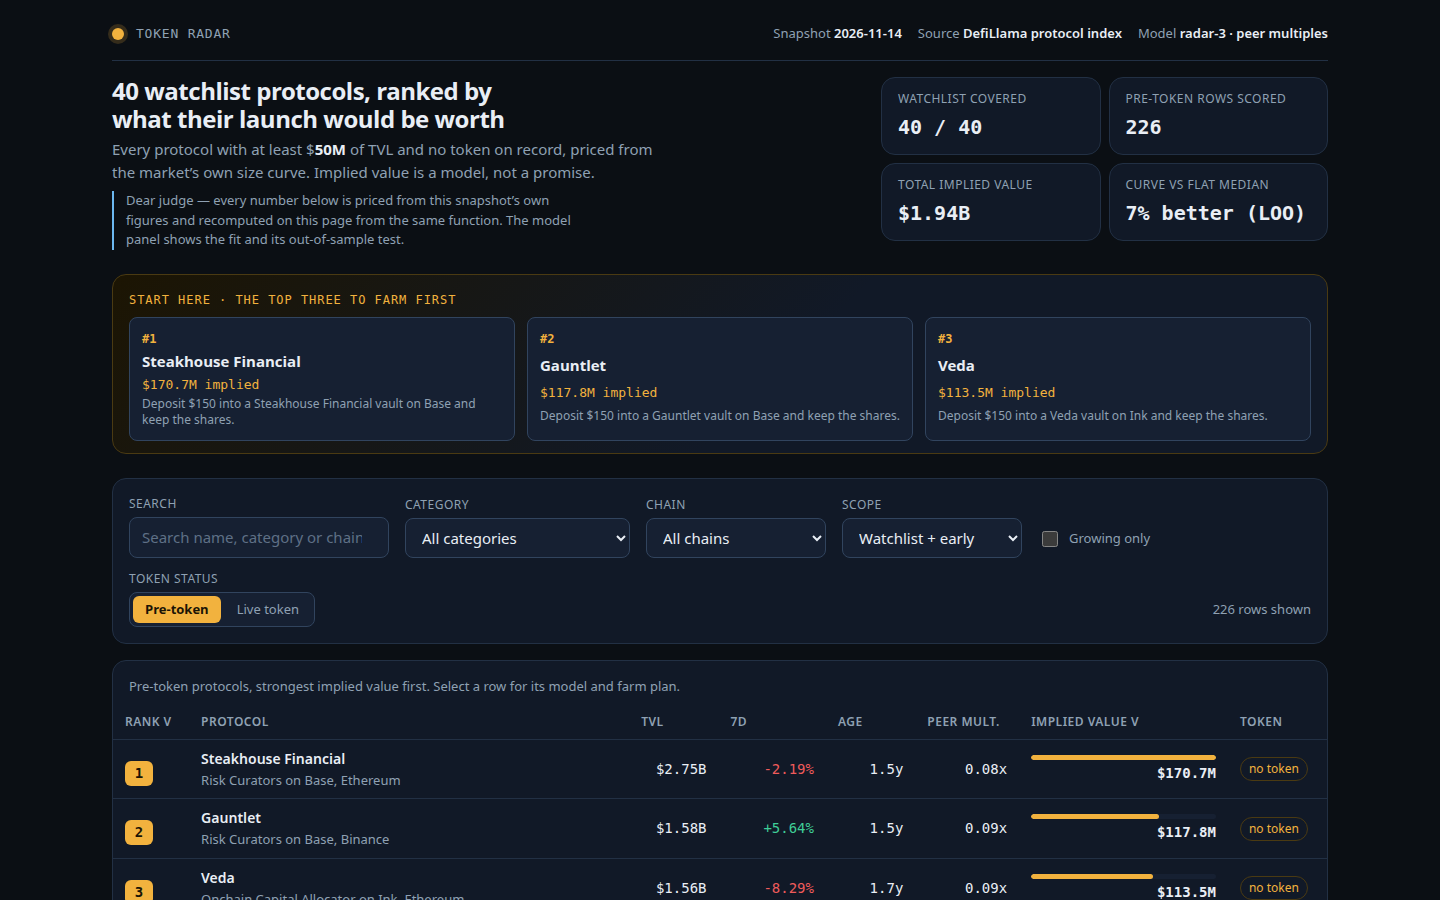 TOKEN RADAR
Snapshot 2026-11-14 Source DefiLlama protocol index Model radar-3 · peer multiples
40 watchlist protocols, ranked by
what their launch would be worth
Every protocol with at least $50M of TVL and no token on record, priced from
the market’s own size curve. Implied value is a model, not a promise.
Dear judge — every number below is priced from this snapshot’s own
figures and recomputed on this page from the same function. The model
panel shows the fit and its out-of-sample test.
WATCHLIST COVERED
40 / 40
PRE-TOKEN ROWS SCORED
226
TOTAL IMPLIED VALUE
$1.94B
CURVE VS FLAT MEDIAN
7% better (LOO)
START HERE · THE TOP THREE TO FARM FIRST
#1
Steakhouse Financial
$170.7M implied
Deposit $150 into a Steakhouse Financial vault on Base and
keep the shares.
#2
Gauntlet
$117.8M implied
Deposit $150 into a Gauntlet vault on Base and keep the shares.
#3
Veda
$113.5M implied
Deposit $150 into a Veda vault on Ink and keep the shares.
SEARCH
Search name, category or chain
CATEGORY
All categories
CHAIN
All chains
SCOPE
Watchlist + early
Growing only
TOKEN STATUS
Pre-token Live token
226 rows shown
Pre-token protocols, strongest implied value first. Select a row for its model and farm plan.
RANK V PROTOCOL TVL 7D AGE PEER MULT. IMPLIED VALUE V TOKEN
1 Steakhouse Financial $2.75B -2.19% 1.5y 0.08x $170.7M no token
Risk Curators on Base, Ethereum
2 Gauntlet $1.58B +5.64% 1.5y 0.09x $117.8M no token
Risk Curators on Base, Binance
3 Veda $1.56B -8.29% 1.7y 0.09x $113.5M no token
Onchain Capital Allocator on Ink, Ethereum